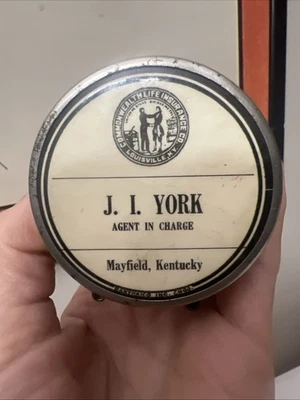 COMMONWEALTH LIFE INSURANCE CO.
LOUISVILLE, KY.
J. I. YORK
AGENT IN CHARGE
Mayfield, Kentucky